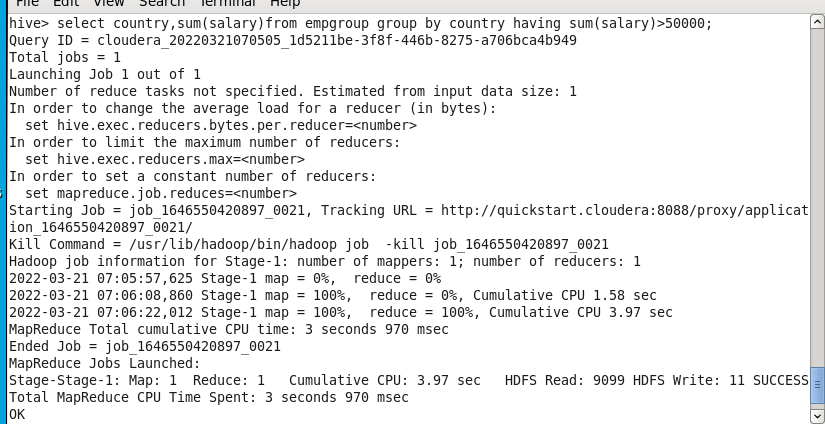 File Edit View Search Terminal Help
hive> select country,sum(salary)from empgroup group by country having sum(salary)>50000;
Query ID = cloudera_20220321070505_1d5211be-3f8f-446b-8275-a706bca4b949
Total jobs = 1
Launching Job 1 out of 1
Number of reduce tasks not specified. Estimated from input data size: 1
In order to change the average load for a reducer (in bytes):
  set hive.exec.reducers.bytes.per.reducer=<number>
In order to limit the maximum number of reducers:
  set hive.exec.reducers.max=<number>
In order to set a constant number of reducers:
  set mapreduce.job.reduces=<number>
Starting Job = job_1646550420897_0021, Tracking URL = http://quickstart.cloudera:8088/proxy/applicat
ion_1646550420897_0021/
Kill Command = /usr/lib/hadoop/bin/hadoop job  -kill job_1646550420897_0021
Hadoop job information for Stage-1: number of mappers: 1; number of reducers: 1
2022-03-21 07:05:57,625 Stage-1 map = 0%,  reduce = 0%
2022-03-21 07:06:08,860 Stage-1 map = 100%,  reduce = 0%, Cumulative CPU 1.58 sec
2022-03-21 07:06:22,012 Stage-1 map = 100%,  reduce = 100%, Cumulative CPU 3.97 sec
MapReduce Total cumulative CPU time: 3 seconds 970 msec
Ended Job = job_1646550420897_0021
MapReduce Jobs Launched:
Stage-Stage-1: Map: 1  Reduce: 1   Cumulative CPU: 3.97 sec   HDFS Read: 9099 HDFS Write: 11 SUCCESS
Total MapReduce CPU Time Spent: 3 seconds 970 msec
OK